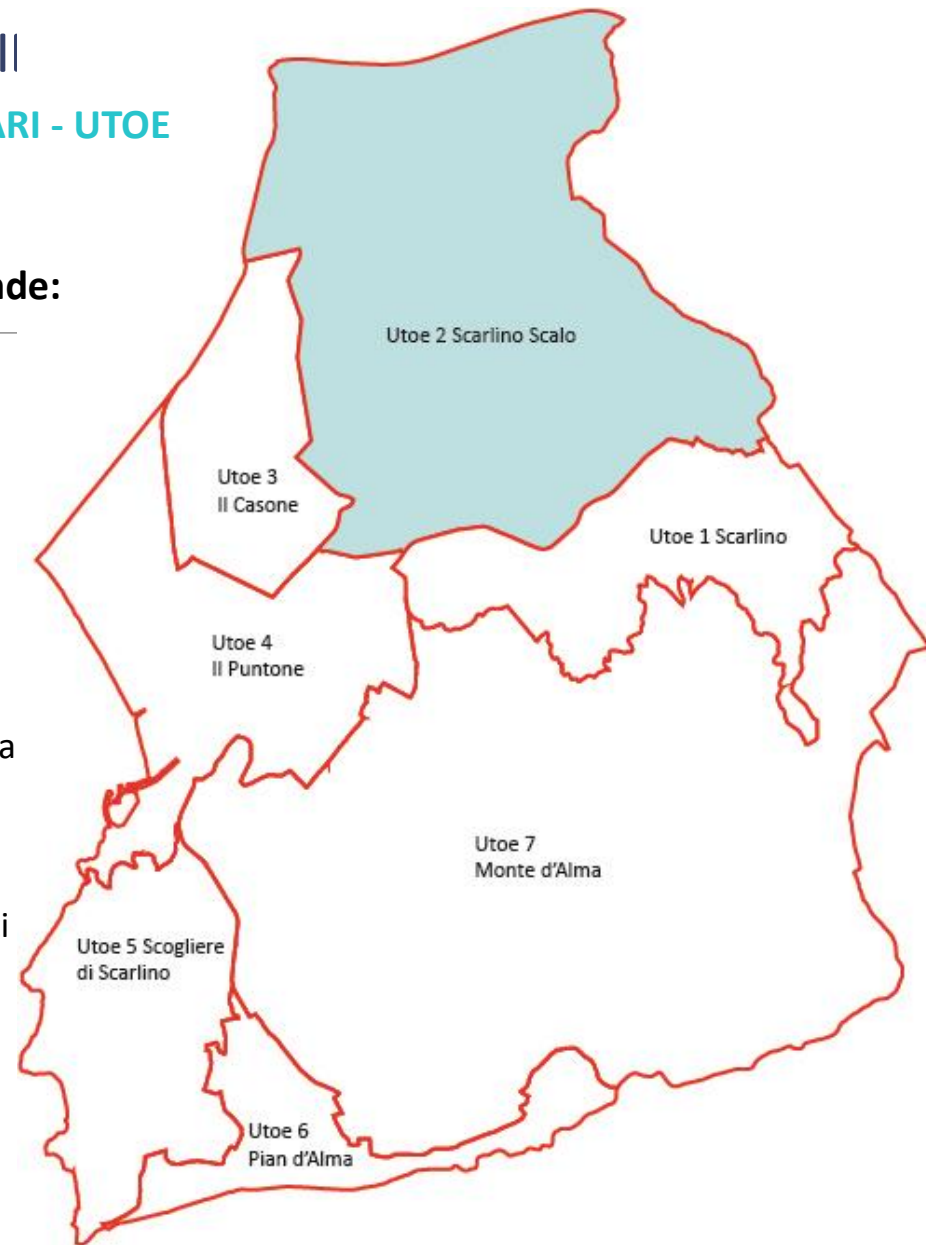 ARI - UTOE
nde:
Utoe 2 Scarlino Scalo
Utoe 3
Il Casone
Utoe 1 Scarlino
Utoe 4
Il Puntone
a
Utoe 7
Monte d'Alma
i
Utoe 5 Scogliere
di Scarlino
Utoe 6
Pian d'Alma